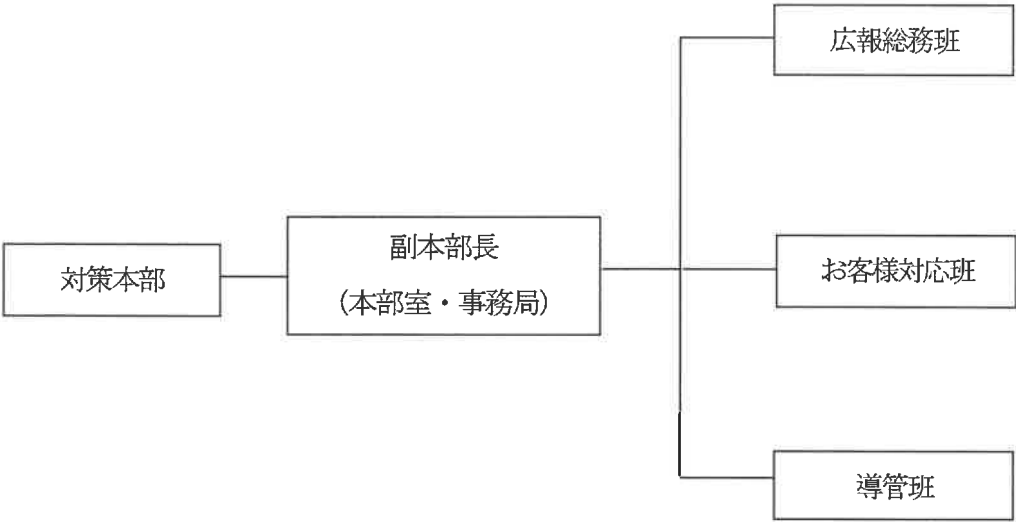 対策本部
副本部長
(本部室・事務局)
広報総務班
お客様対応班
導管班